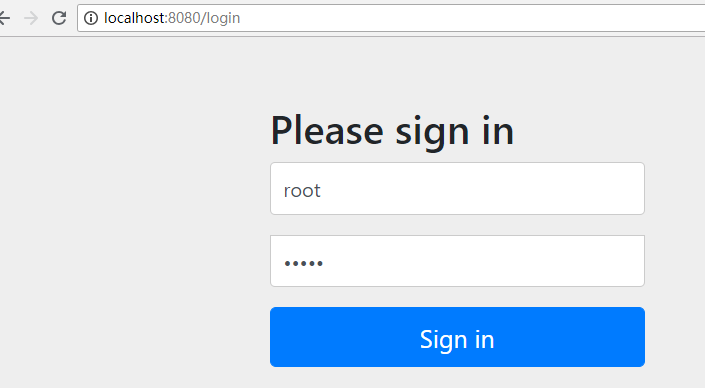 localhost:8080/login
Please sign in
root
•••••
Sign in